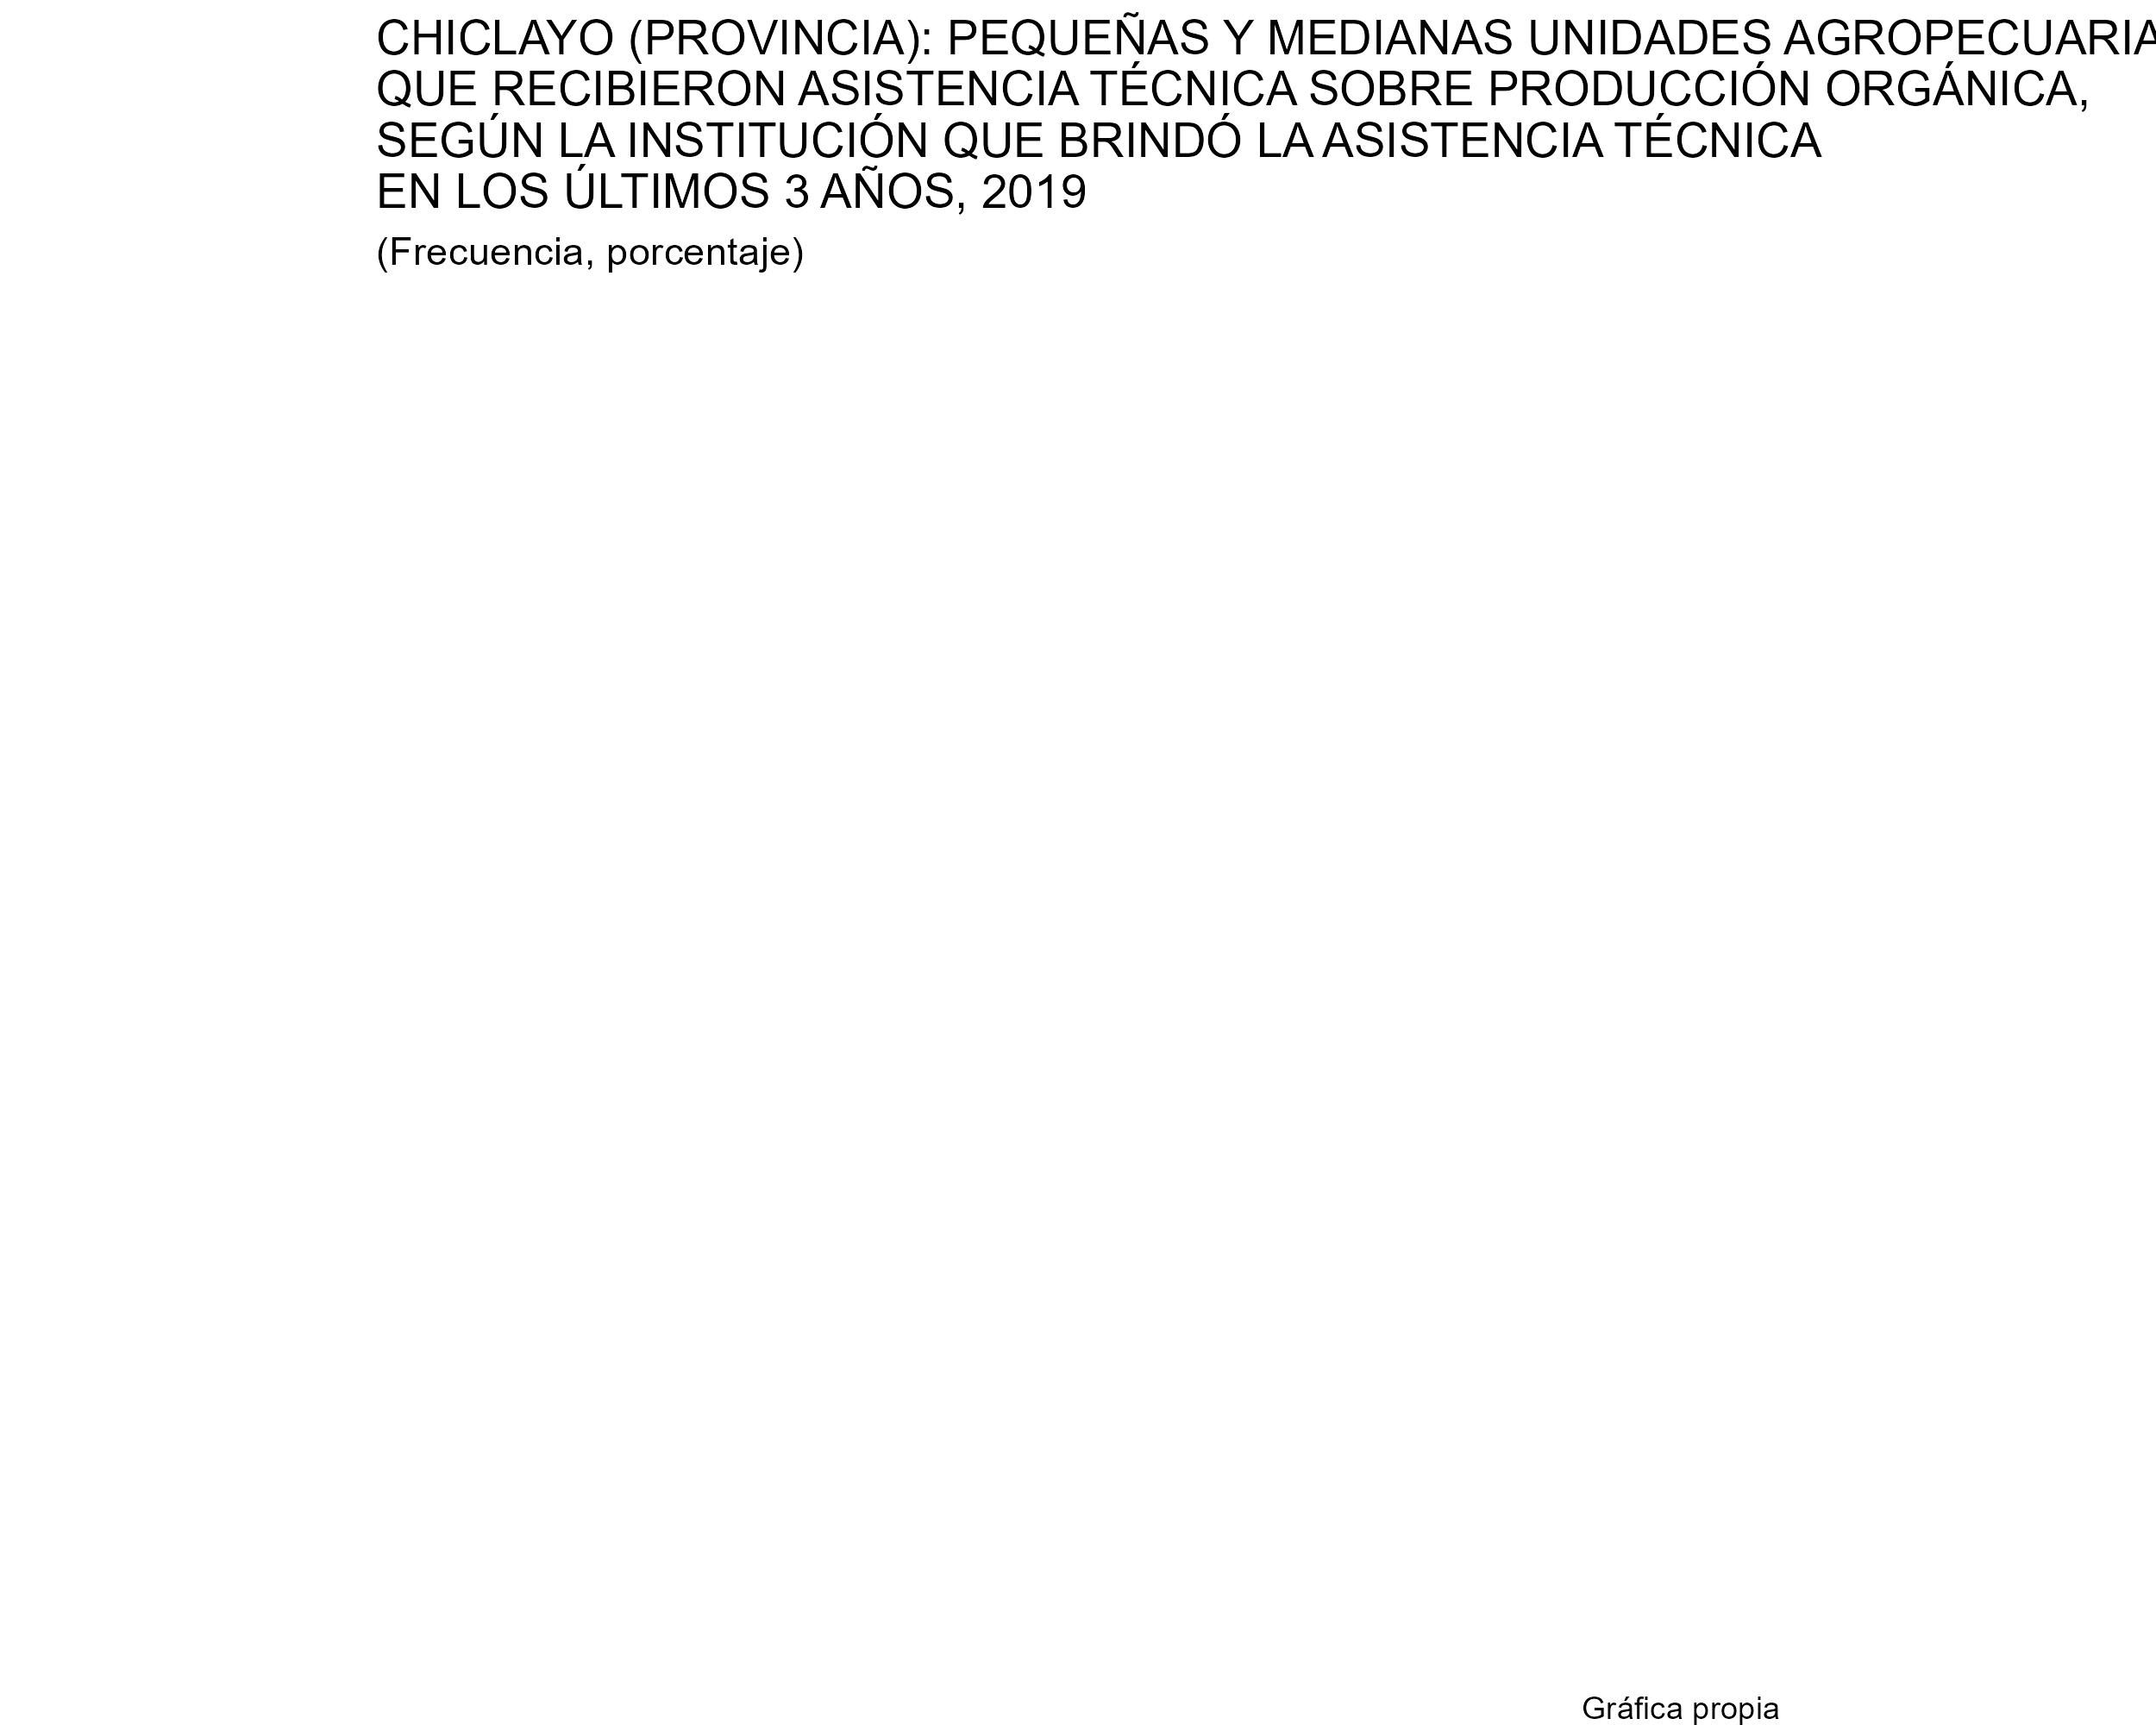 CHICLAYO (PROVINCIA): PEQUEÑAS Y MEDIANAS UNIDADES AGROPECUARIA
QUE RECIBIERON ASISTENCIA TÉCNICA SOBRE PRODUCCIÓN ORGÁNICA,
SEGÚN LA INSTITUCIÓN QUE BRINDÓ LA ASISTENCIA TÉCNICA
EN LOS ÚLTIMOS 3 AÑOS, 2019
(Frecuencia, porcentaje)
Gráfica propia